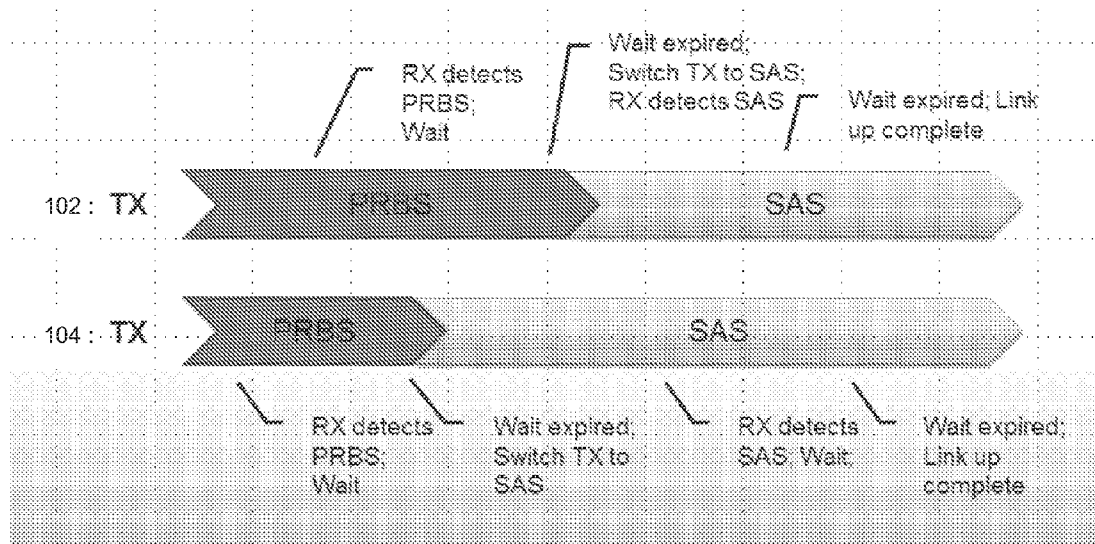 RX detects
PRBS;
Wait
Wait expired;
Switch TX to SAS;
RX detects SAS
Wait expired; Link
up complete
102 : TX
PRBS
SAS
104 : TX
PRBS
SAS
RX detects
PRBS;
Wait
Wait expired;
Switch TX to
SAS
RX detects
SAS, Wait;
Wait expired;
Link up
complete